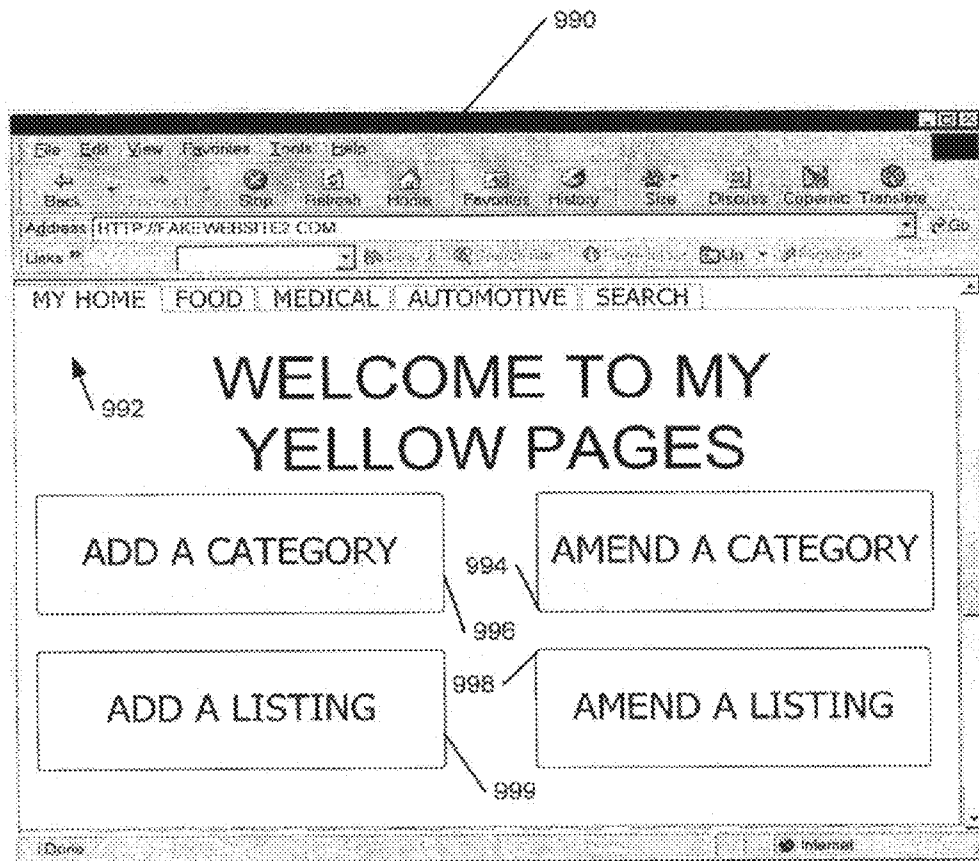 990
File Edit View Favorites Tools Help
Back Stop Refresh Home Favorites History Size Discuss Copernic Translate
Address HTTP://FAKEWEBSITE2.COM Go
Links » Up
MY HOME FOOD MEDICAL AUTOMOTIVE SEARCH
992
WELCOME TO MY
YELLOW PAGES
ADD A CATEGORY
AMEND A CATEGORY
994
996
998
ADD A LISTING
AMEND A LISTING
999
Done Internet